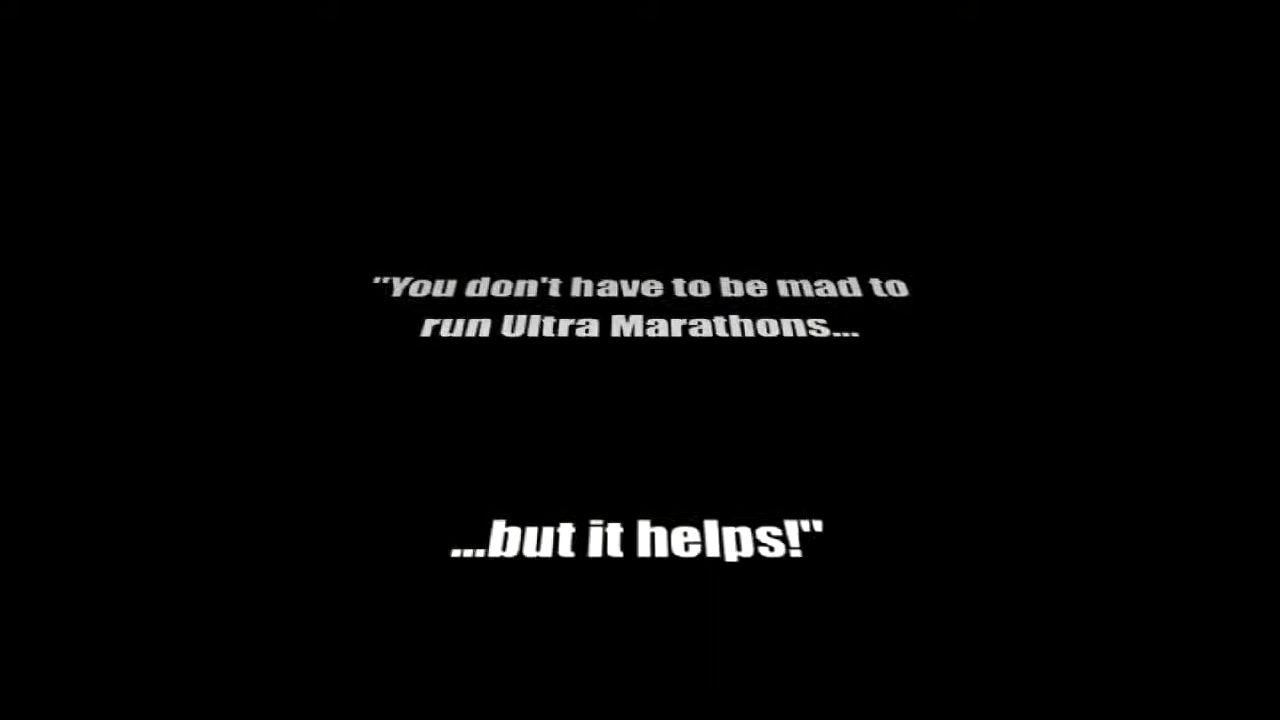 "You don't have to be mad to
run Ultra Marathons...
...but it helps!"